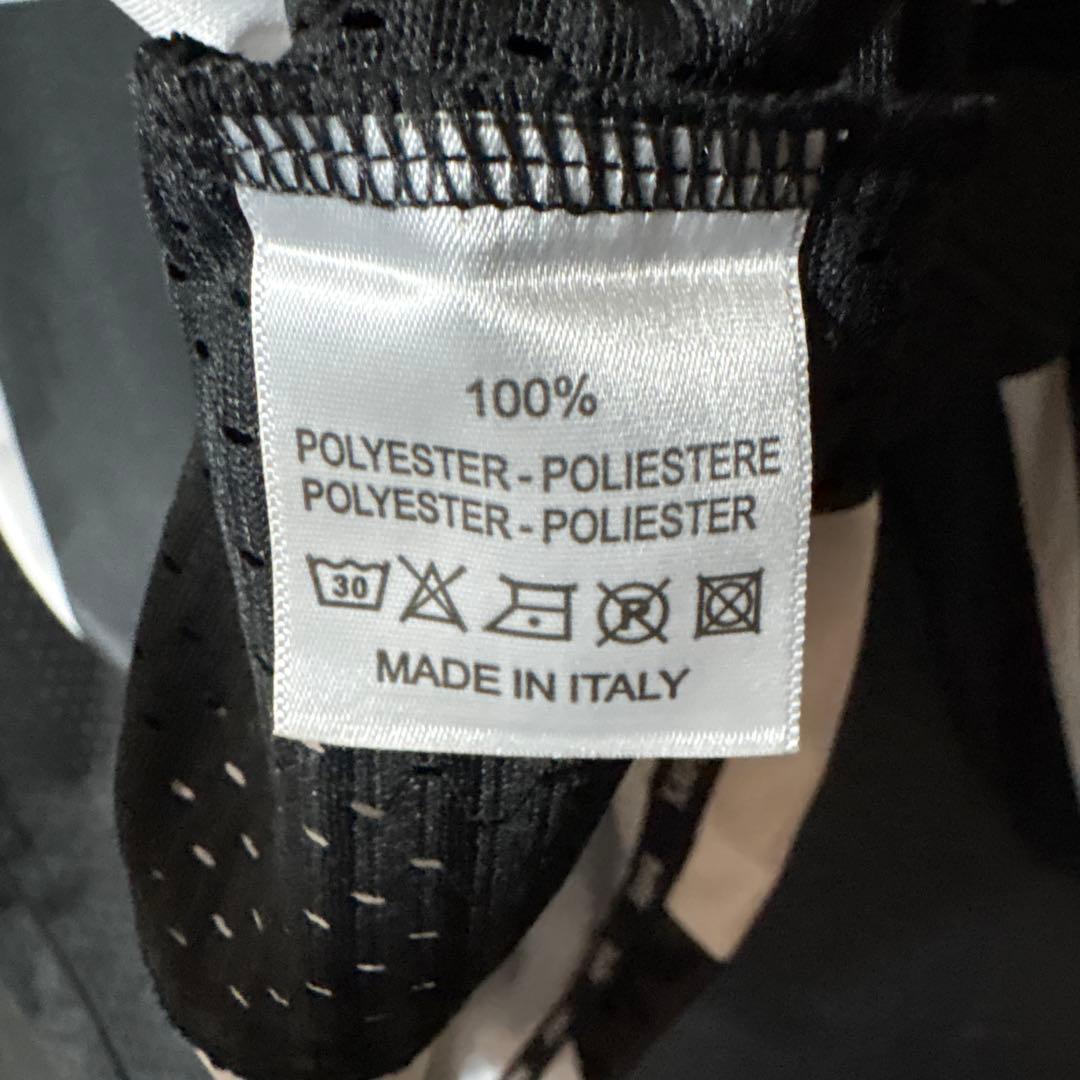 100%
POLYESTER - POLIESTERE
POLYESTER - POLIESTER
30 R
MADE IN ITALY